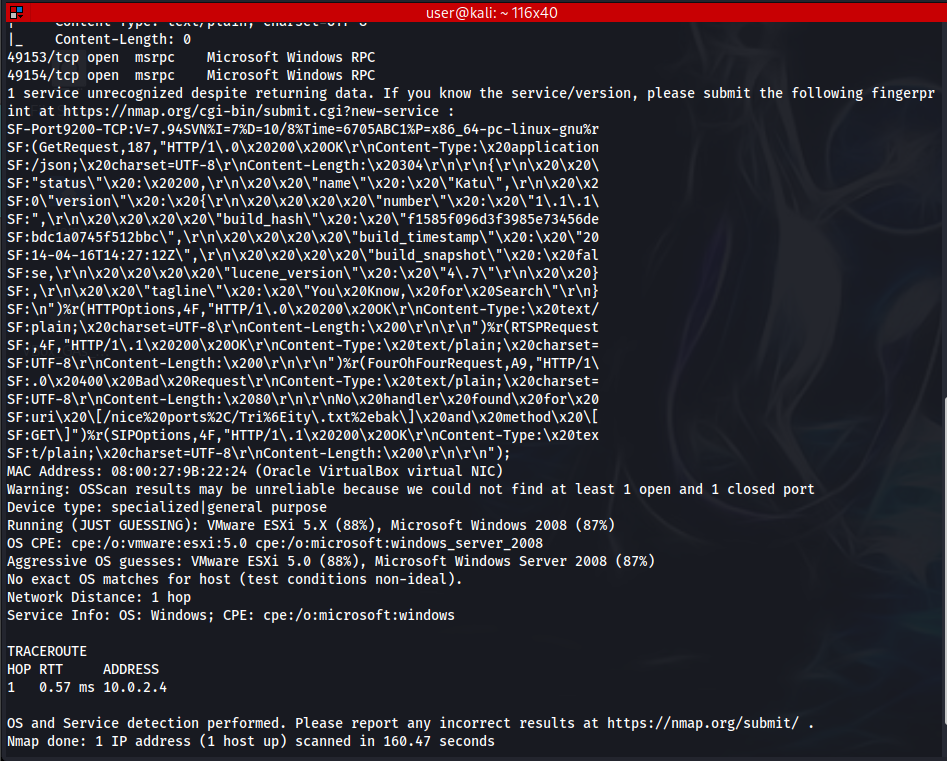 user@kali: ~ 116x40
|     Content-Type: text/plain; charset=UTF-8
|_    Content-Length: 0
49153/tcp open  msrpc    Microsoft Windows RPC
49154/tcp open  msrpc    Microsoft Windows RPC
1 service unrecognized despite returning data. If you know the service/version, please submit the following fingerpr
int at https://nmap.org/cgi-bin/submit.cgi?new-service :
SF-Port9200-TCP:V=7.94SVN%I=7%D=10/8%Time=6705ABC1%P=x86_64-pc-linux-gnu%r
SF:(GetRequest,187,"HTTP/1\.0\x20200\x20OK\r\nContent-Type:\x20application
SF:/json;\x20charset=UTF-8\r\nContent-Length:\x20304\r\n\r\n{\r\n\x20\x20\
SF:"status\"\x20:\x20200,\r\n\x20\x20\"name\"\x20:\x20\"Katu\",\r\n\x20\x2
SF:0\"version\"\x20:\x20{\r\n\x20\x20\x20\x20\"number\"\x20:\x20\"1\.1\.1\
SF:",\r\n\x20\x20\x20\x20\"build_hash\"\x20:\x20\"f1585f096d3f3985e73456de
SF:bdc1a0745f512bbc\",\r\n\x20\x20\x20\x20\"build_timestamp\"\x20:\x20\"20
SF:14-04-16T14:27:12Z\",\r\n\x20\x20\x20\x20\"build_snapshot\"\x20:\x20fal
SF:se,\r\n\x20\x20\x20\x20\"lucene_version\"\x20:\x20\"4\.7\"\r\n\x20\x20}
SF:,\r\n\x20\x20\"tagline\"\x20:\x20\"You\x20Know,\x20for\x20Search\"\r\n}
SF:\n")%r(HTTPOptions,4F,"HTTP/1\.0\x20200\x20OK\r\nContent-Type:\x20text/
SF:plain;\x20charset=UTF-8\r\nContent-Length:\x200\r\n\r\n")%r(RTSPRequest
SF:,4F,"HTTP/1\.1\x20200\x20OK\r\nContent-Type:\x20text/plain;\x20charset=
SF:UTF-8\r\nContent-Length:\x200\r\n\r\n")%r(FourOhFourRequest,A9,"HTTP/1\
SF:.0\x20400\x20Bad\x20Request\r\nContent-Type:\x20text/plain;\x20charset=
SF:UTF-8\r\nContent-Length:\x2080\r\n\r\nNo\x20handler\x20found\x20for\x20
SF:uri\x20\[/nice%20ports%2C/Tri%6Eity\.txt%2ebak\]\x20and\x20method\x20\[
SF:GET\]")%r(SIPOptions,4F,"HTTP/1\.1\x20200\x20OK\r\nContent-Type:\x20tex
SF:t/plain;\x20charset=UTF-8\r\nContent-Length:\x200\r\n\r\n");
MAC Address: 08:00:27:9B:22:24 (Oracle VirtualBox virtual NIC)
Warning: OSScan results may be unreliable because we could not find at least 1 open and 1 closed port
Device type: specialized|general purpose
Running (JUST GUESSING): VMware ESXi 5.X (88%), Microsoft Windows 2008 (87%)
OS CPE: cpe:/o:vmware:esxi:5.0 cpe:/o:microsoft:windows_server_2008
Aggressive OS guesses: VMware ESXi 5.0 (88%), Microsoft Windows Server 2008 (87%)
No exact OS matches for host (test conditions non-ideal).
Network Distance: 1 hop
Service Info: OS: Windows; CPE: cpe:/o:microsoft:windows

TRACEROUTE
HOP RTT     ADDRESS
1   0.57 ms 10.0.2.4

OS and Service detection performed. Please report any incorrect results at https://nmap.org/submit/ .
Nmap done: 1 IP address (1 host up) scanned in 160.47 seconds